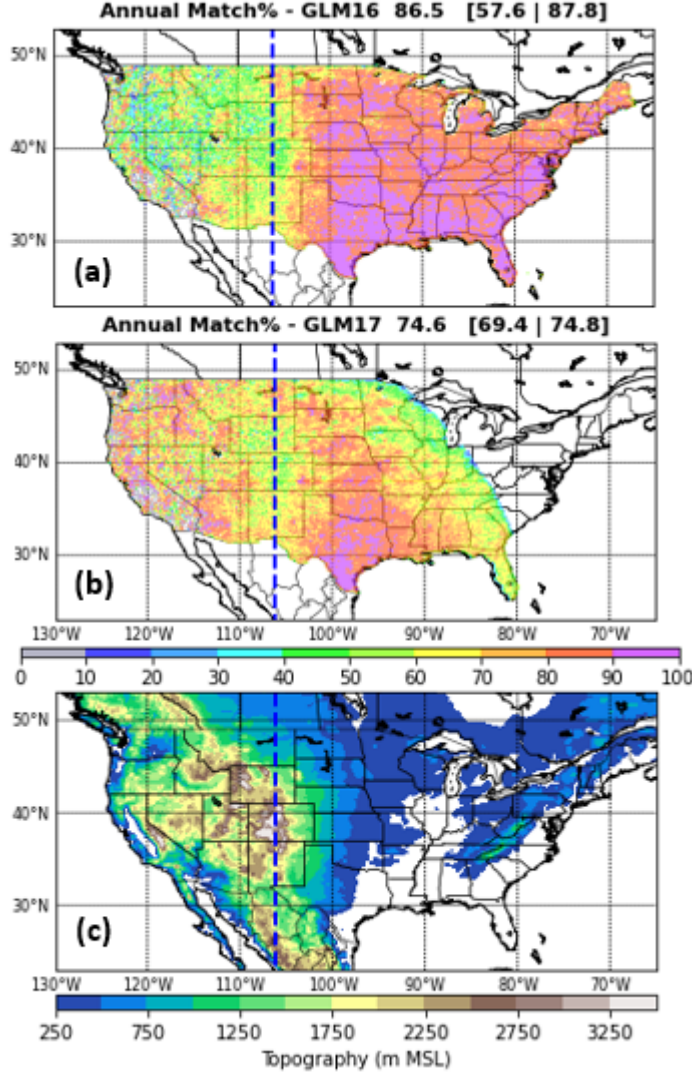 Annual Match% - GLM16 86.5 [57.6 | 87.8]
50°N
40°N
30°N
(a)
Annual Match% - GLM17 74.6 [69.4 | 74.8]
50°N
40°N
30°N
(b)
130°W 120°W 110°W 100°W 90°W 80°W 70°W
0 10 20 30 40 50 60 70 80 90 100
50°N
40°N
30°N
(c)
130°W 120°W 110°W 100°W 90°W 80°W 70°W
250 750 1250 1750 2250 2750 3250
Topography (m MSL)